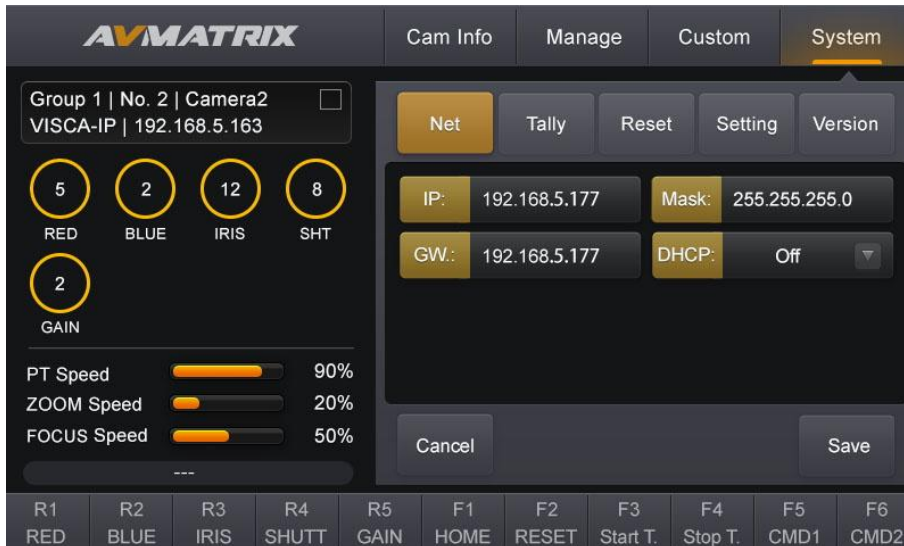 AVMATRIX
Cam Info Manage Custom System
Group 1 | No. 2 | Camera2
VISCA-IP | 192.168.5.163
5 2 12 8
RED BLUE IRIS SHT
2
GAIN
PT Speed 90%
ZOOM Speed 20%
FOCUS Speed 50%
---
Net Tally Reset Setting Version
IP: 192.168.5.177 Mask: 255.255.255.0
GW.: 192.168.5.177 DHCP: Off
Cancel Save
R1 R2 R3 R4 R5 F1 F2 F3 F4 F5 F6
RED BLUE IRIS SHUTT GAIN HOME RESET Start T. Stop T. CMD1 CMD2